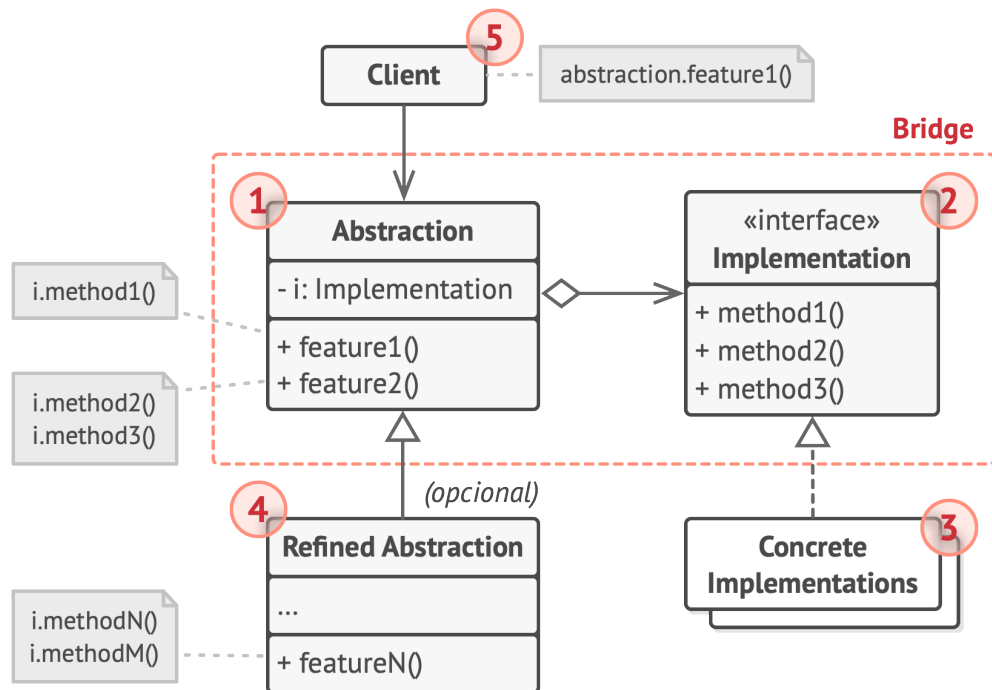 5
Client
abstraction.feature1()
Bridge
1
Abstraction
- i: Implementation
+ feature1()
+ feature2()
2
«interface»
Implementation
+ method1()
+ method2()
+ method3()
i.method1()
i.method2()
i.method3()
(opcional)
4
Refined Abstraction
...
+ featureN()
3
Concrete
Implementations
i.methodN()
i.methodM()